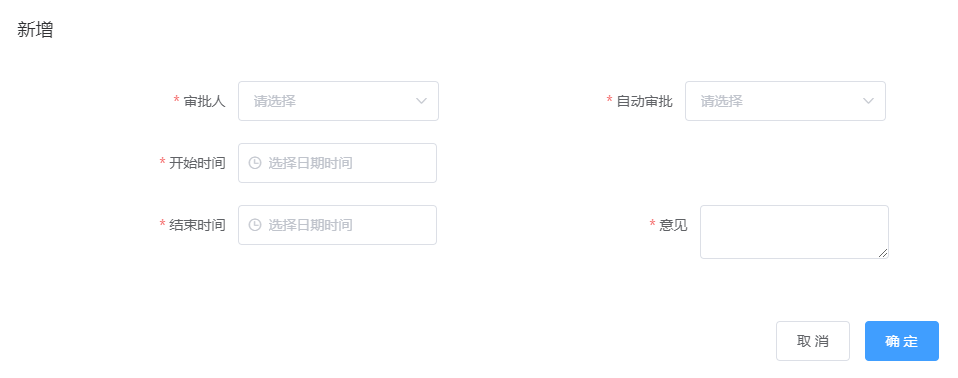 新增
* 审批人 请选择 * 自动审批 请选择
* 开始时间 选择日期时间
* 结束时间 选择日期时间 * 意见
取 消 确 定